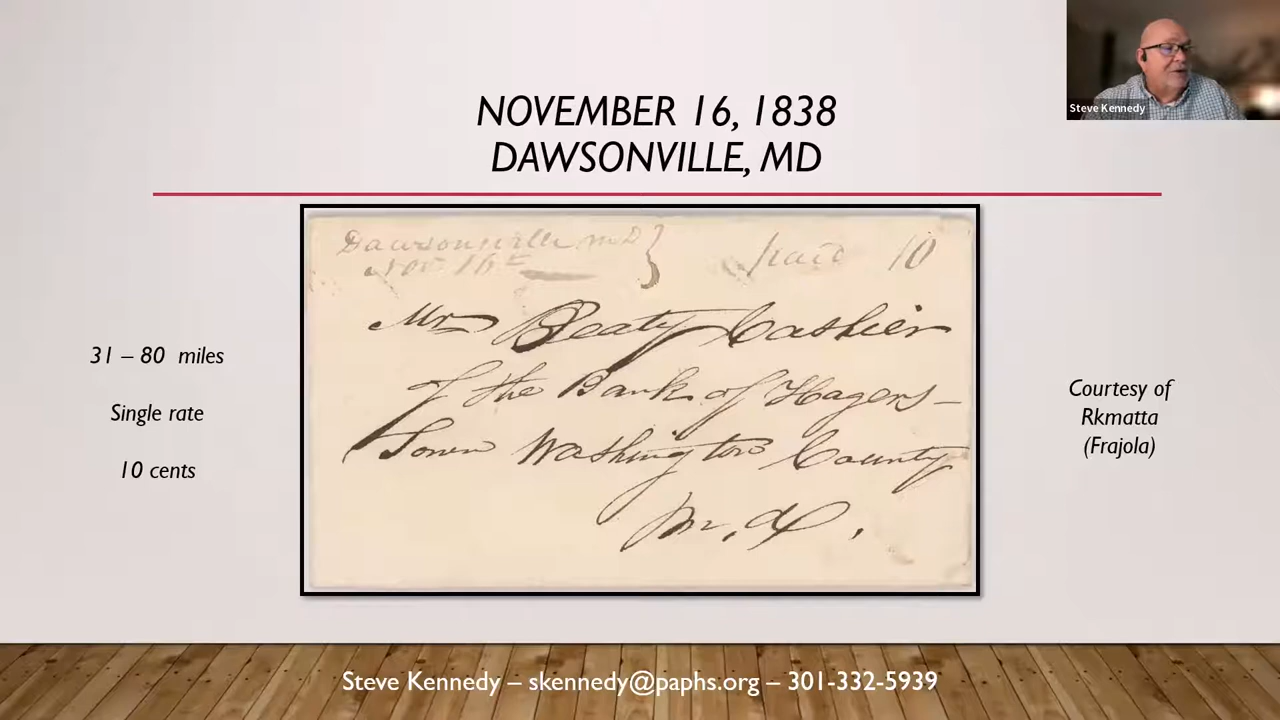 Steve Kennedy
NOVEMBER 16, 1838
DAWSONVILLE, MD
Dawsonville MD
Nov 16th
paid 10
Mr Beaty Cashier
of the Bank of Hagers-
Town Washington County
M.d.
31 – 80 miles
Single rate
10 cents
Courtesy of
Rkmatta
(Frajola)
Steve Kennedy – skennedy@paphs.org – 301-332-5939